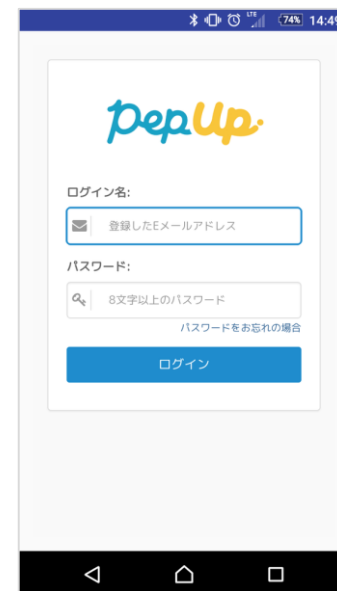 LTE
74%
14:49
PepUp.
ログイン名:
登録したEメールアドレス
パスワード:
8文字以上のパスワード
パスワードをお忘れの場合
ログイン